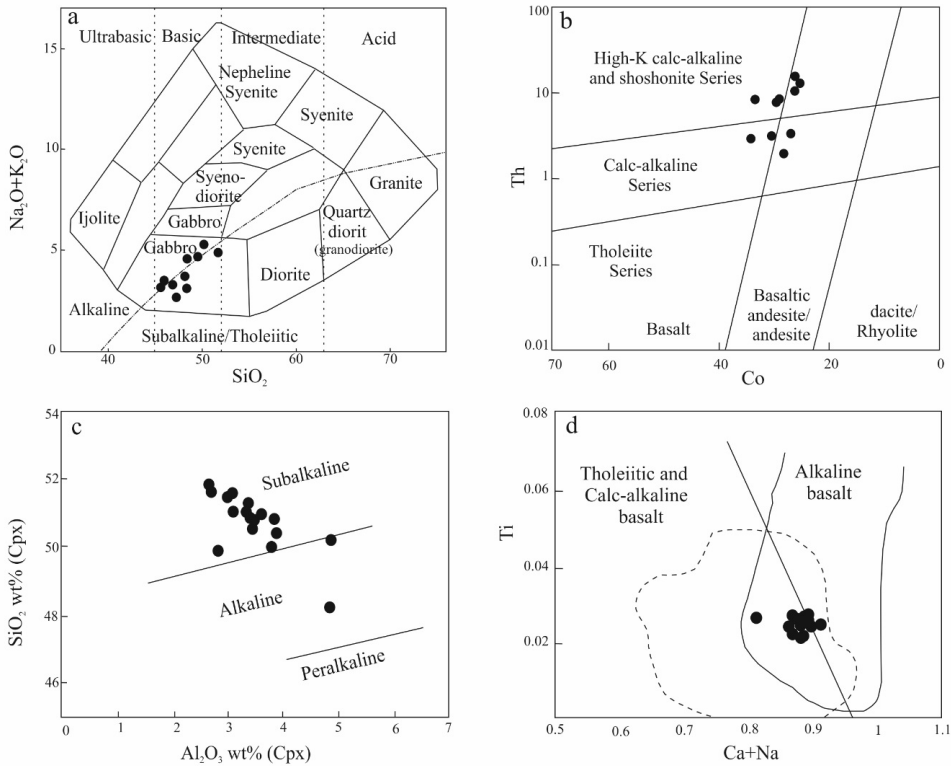 a
Ultrabasic
Basic
Intermediate
Acid
Nepheline
Syenite
Syenite
Syenite
Syeno-
diorite
Granite
Ijolite
Gabbro
Quartz
diorit
(granodiorite)
Gabbro
Diorite
Alkaline
Subalkaline/Tholeiitic
15
10
5
0
40
50
60
70
Na₂O+K₂O
SiO₂
b
High-K calc-alkaline
and shoshonite Series
Calc-alkaline
Series
Tholeiite
Series
Basalt
Basaltic
andesite/
andesite
dacite/
Rhyolite
100
10
1
0.1
0.01
70
60
40
20
0
Th
Co
c
Subalkaline
Alkaline
Peralkaline
54
52
50
48
46
0
1
2
3
4
5
6
7
SiO₂ wt% (Cpx)
Al₂O₃ wt% (Cpx)
d
Tholeiitic and
Calc-alkaline
basalt
Alkaline
basalt
0.08
0.06
0.04
0.02
0.5
0.6
0.7
0.8
0.9
1
1.1
Ti
Ca+Na